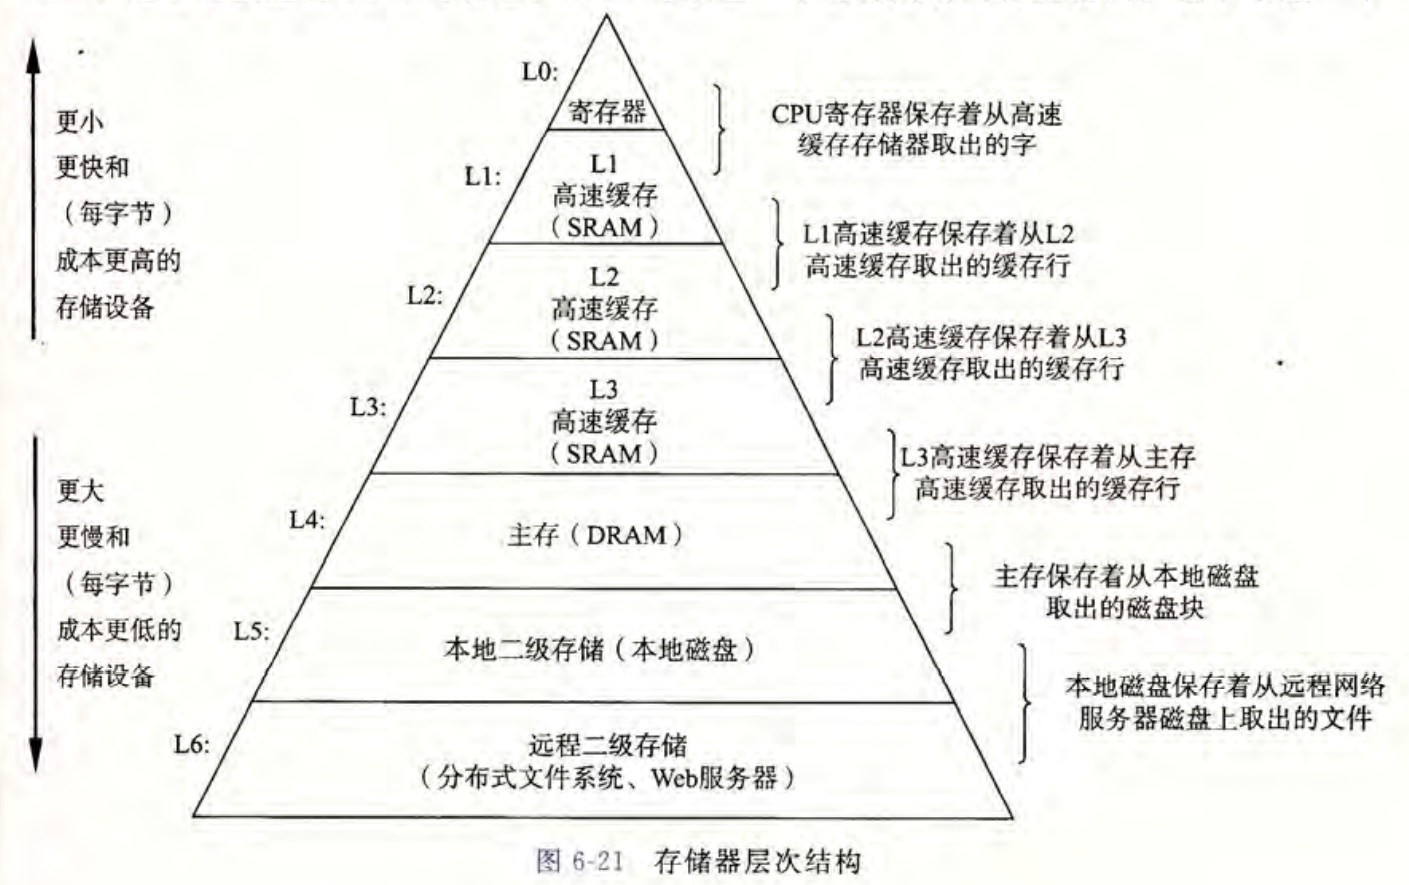 更小
更快和
（每字节）
成本更高的
存储设备
更大
更慢和
（每字节）
成本更低的
存储设备
L0:
寄存器
CPU寄存器保存着从高速
缓存存储器取出的字
L1:
L1
高速缓存
（SRAM）
L1高速缓存保存着从L2
高速缓存取出的缓存行
L2:
L2
高速缓存
（SRAM）
L2高速缓存保存着从L3
高速缓存取出的缓存行
L3:
L3
高速缓存
（SRAM）
L3高速缓存保存着从主存
高速缓存取出的缓存行
L4:
主存（DRAM）
主存保存着从本地磁盘
取出的磁盘块
L5:
本地二级存储（本地磁盘）
本地磁盘保存着从远程网络
服务器磁盘上取出的文件
L6:
远程二级存储
（分布式文件系统、Web服务器）
图 6-21 存储器层次结构